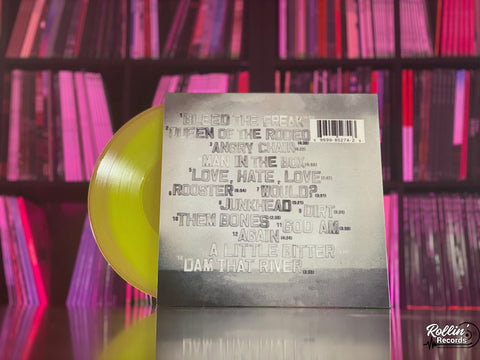 BLEED THE FREAK
QUEEN OF THE RODEO
ANGRY CHAIR
MAN IN THE BOX
LOVE, HATE, LOVE
ROOSTER WOULD?
JUNKHEAD DIRT
THEM BONES GOD AM
AGAIN
A LITTLE BITTER
DAM THAT RIVER
Rollin'
Records